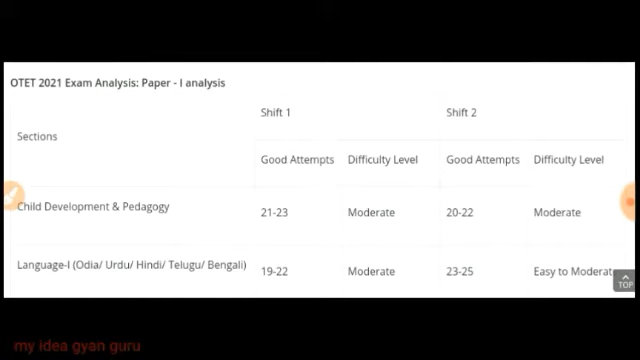 OTET 2021 Exam Analysis: Paper - I analysis
Shift 1 Shift 2
Sections
Good Attempts Difficulty Level Good Attempts Difficulty Level
Child Development & Pedagogy 21-23 Moderate 20-22 Moderate
Language-I (Odia/ Urdu/ Hindi/ Telugu/ Bengali) 19-22 Moderate 23-25 Easy to Moderat
TOP
my idea gyan guru